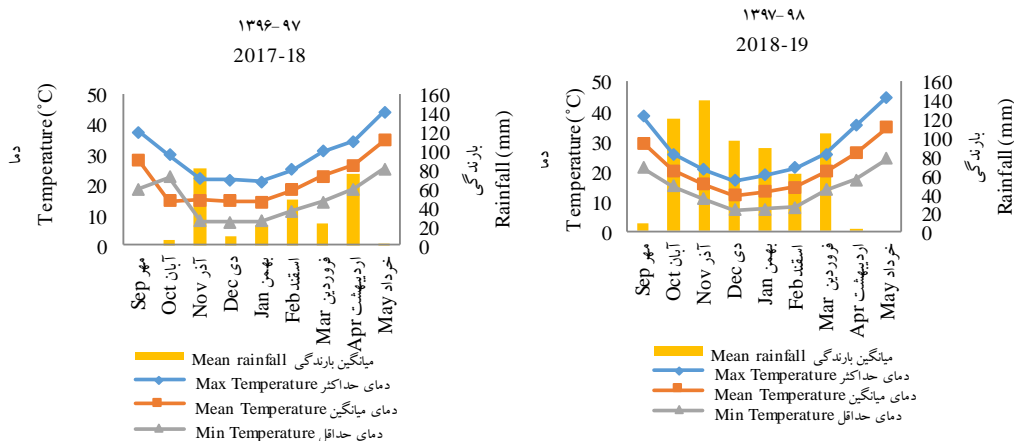 ۱۳۹۶-۹۷
2017-18
دما
Temperature (˚C)
50
40
30
20
10
0
160
140
120
100
80
60
40
20
0
بارندگی
Rainfall (mm)
مهر Sep
آبان Oct
آذر Nov
دی Dec
بهمن Jan
اسفند Feb
فروردین Mar
اردیبهشت Apr
خرداد May
Mean rainfall میانگین بارندگی
Max Temperature دمای حداکثر
Mean Temperature دمای میانگین
Min Temperature دمای حداقل
۱۳۹۷-۹۸
2018-19
دما
Temperature (˚C)
50
40
30
20
10
0
160
140
120
100
80
60
40
20
0
بارندگی
Rainfall (mm)
مهر Sep
آبان Oct
آذر Nov
دی Dec
بهمن Jan
اسفند Feb
فروردین Mar
اردیبهشت Apr
خرداد May
Mean rainfall میانگین بارندگی
Max Temperature دمای حداکثر
Mean Temperature دمای میانگین
Min Temperature دمای حداقل